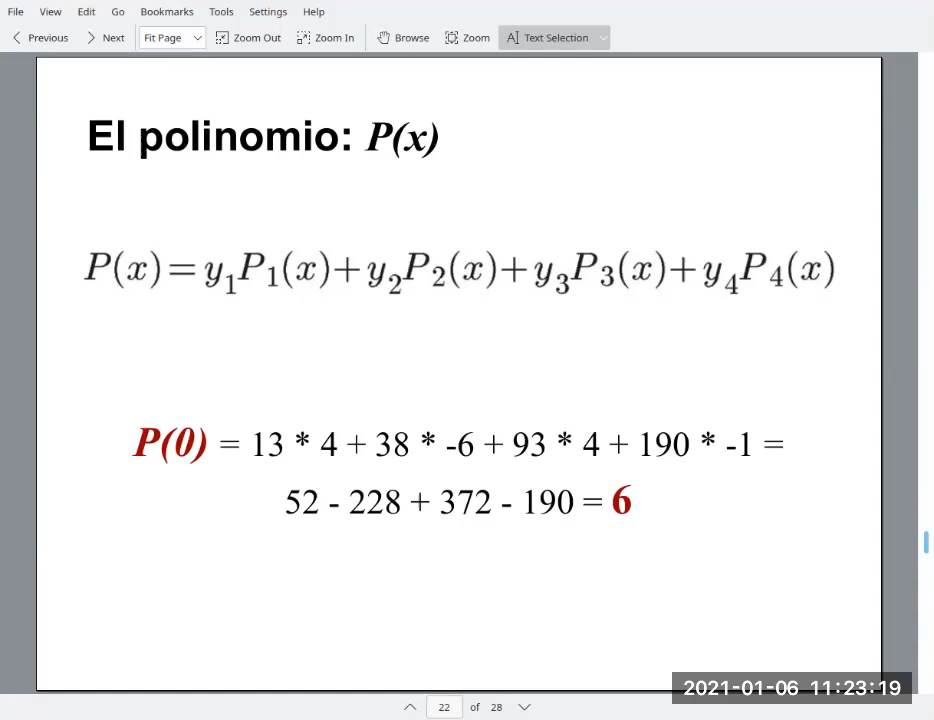 File View Edit Go Bookmarks Tools Settings Help
Previous Next Fit Page Zoom Out Zoom In Browse Zoom Text Selection
El polinomio: P(x)
P(x)=y₁P₁(x)+y₂P₂(x)+y₃P₃(x)+y₄P₄(x)
P(0) = 13 * 4 + 38 * -6 + 93 * 4 + 190 * -1 =
52 - 228 + 372 - 190 = 6
2021-01-06 11:23:19
22 of 28